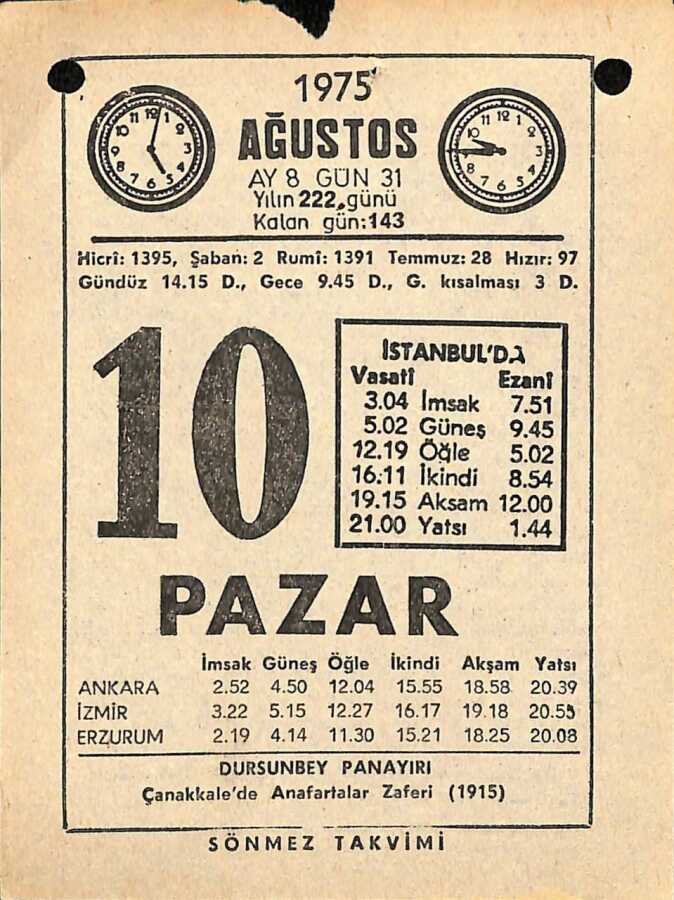 1975
AĞUSTOS
AY 8 GÜN 31
Yılın 222. günü
Kalan gün: 143
Hicrî: 1395, Şaban: 2 Rumî: 1391 Temmuz: 28 Hızır: 97
Gündüz 14.15 D., Gece 9.45 D., G. kısalması 3 D.
10
İSTANBUL'DA
Vasatî Ezanî
3.04 İmsak 7.51
5.02 Güneş 9.45
12.19 Öğle 5.02
16.11 İkindi 8.54
19.15 Aksam 12.00
21.00 Yatsı 1.44
PAZAR
İmsak Güneş Öğle İkindi Akşam Yatsı
ANKARA 2.52 4.50 12.04 15.55 18.58 20.39
İZMİR 3.22 5.15 12.27 16.17 19.18 20.55
ERZURUM 2.19 4.14 11.30 15.21 18.25 20.08
DURSUNBEY PANAYIRI
Çanakkale'de Anafartalar Zaferi (1915)
SÖNMEZ TAKVİMİ